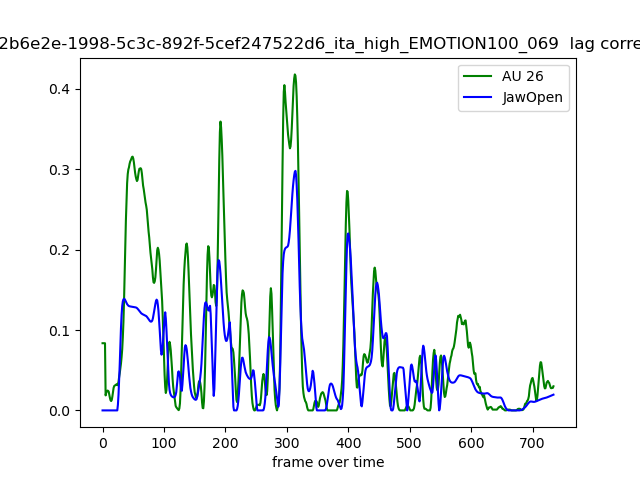 2b6e2e-1998-5c3c-892f-5cef247522d6_ita_high_EMOTION100_069 lag corre
AU 26
JawOpen
0.4
0.3
0.2
0.1
0.0
0 100 200 300 400 500 600 700
frame over time